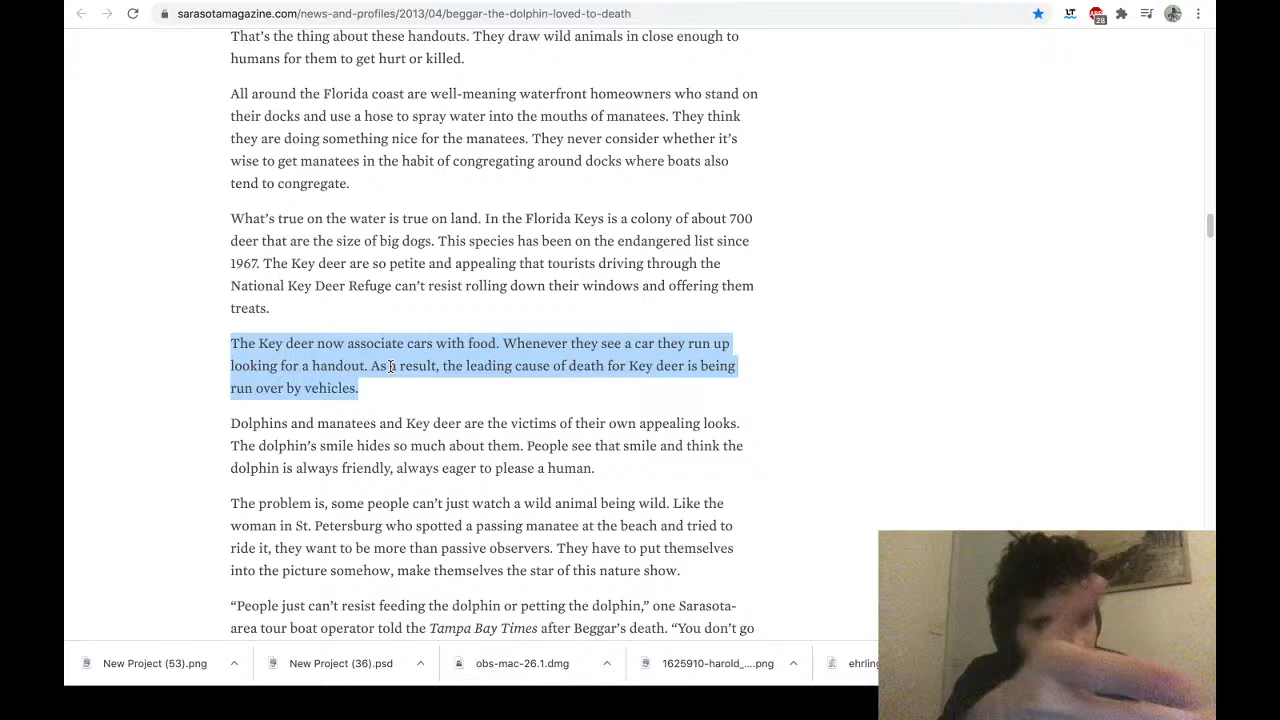 sarasotamagazine.com/news-and-profiles/2013/04/beggar-the-dolphin-loved-to-death
LT
28
That’s the thing about these handouts. They draw wild animals in close enough to
humans for them to get hurt or killed.
All around the Florida coast are well-meaning waterfront homeowners who stand on
their docks and use a hose to spray water into the mouths of manatees. They think
they are doing something nice for the manatees. They never consider whether it’s
wise to get manatees in the habit of congregating around docks where boats also
tend to congregate.
What’s true on the water is true on land. In the Florida Keys is a colony of about 700
deer that are the size of big dogs. This species has been on the endangered list since
1967. The Key deer are so petite and appealing that tourists driving through the
National Key Deer Refuge can’t resist rolling down their windows and offering them
treats.
The Key deer now associate cars with food. Whenever they see a car they run up
looking for a handout. As a result, the leading cause of death for Key deer is being
run over by vehicles.
Dolphins and manatees and Key deer are the victims of their own appealing looks.
The dolphin’s smile hides so much about them. People see that smile and think the
dolphin is always friendly, always eager to please a human.
The problem is, some people can’t just watch a wild animal being wild. Like the
woman in St. Petersburg who spotted a passing manatee at the beach and tried to
ride it, they want to be more than passive observers. They have to put themselves
into the picture somehow, make themselves the star of this nature show.
“People just can’t resist feeding the dolphin or petting the dolphin,” one Sarasota-
area tour boat operator told the Tampa Bay Times after Beggar’s death. “You don’t go
New Project (53).png
New Project (36).psd
obs-mac-26.1.dmg
1625910-harold_....png
ehrling